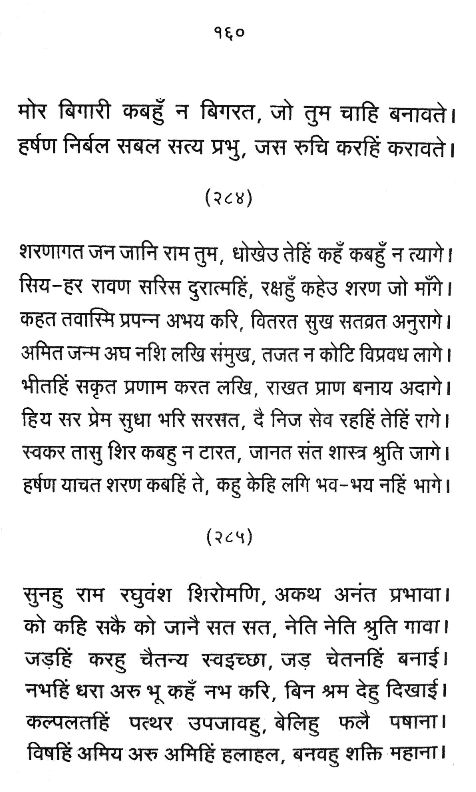 १६०
मोर बिगारी कबहुँ न बिगरत, जो तुम चाहि बनावते।
हर्षण निर्बल सबल सत्य प्रभु, जस रुचि करहिं करावते।
(२८४)
शरणागत जन जानि राम तुम, धोखेउ तेहिं कहँ कबहुँ न त्यागे।
सिय-हर रावण सरिस दुरात्महिं, रक्षहुँ कहेउ शरण जो माँगे।
कहत तवास्मि प्रपन्न अभय करि, वितरत सुख सतव्रत अनुरागे।
अमित जन्म अघ नशि लखि संमुख, तजत न कोटि विप्रवध लागे।
भीतहिं सकृत प्रणाम करत लखि, राखत प्राण बनाय अदागे।
हिय सर प्रेम सुधा भरि सरसत, दै निज सेव रहहिं तेहिं रागे।
स्वकर तासु शिर कबहु न टारत, जानत संत शास्त्र श्रुति जागे।
हर्षण याचत शरण कबहिं ते, कहु केहि लगि भव-भय नहिं भागे।
(२८५)
सुनहु राम रघुवंश शिरोमणि, अकथ अनंत प्रभावा।
को कहि सकै को जानै सत सत, नेति नेति श्रुति गावा।
जड़हिं करहु चैतन्य स्वइच्छा, जड़ चेतनहिं बनाई।
नभहिं धरा अरु भू कहँ नभ करि, बिन श्रम देहु दिखाई।
कल्पलतहिं पत्थर उपजावहु, बेलिहु फलै पषाना।
विषहिं अमिय अरु अमिहिं हलाहल, बनवहु शक्ति महाना।